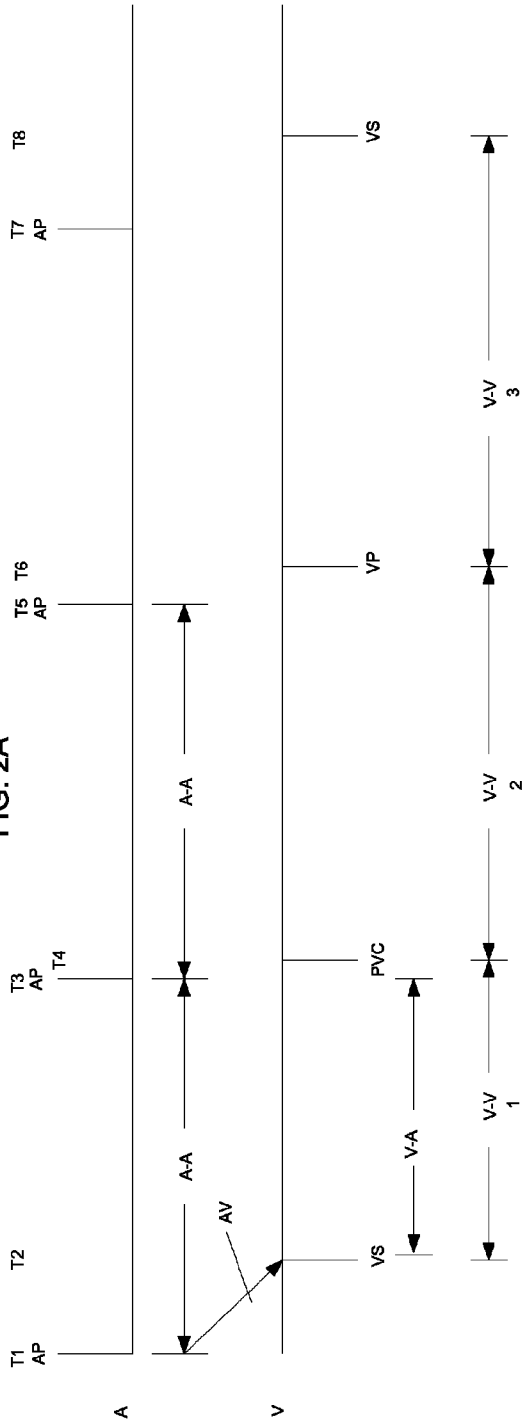 FIG. 2A
T1 T2 T3 T4 T5 T6 T7 T8
AP AP AP AP
A
A-A A-A
AV
V
VS PVC VP VS
V-A
V-V V-V V-V
1 2 3